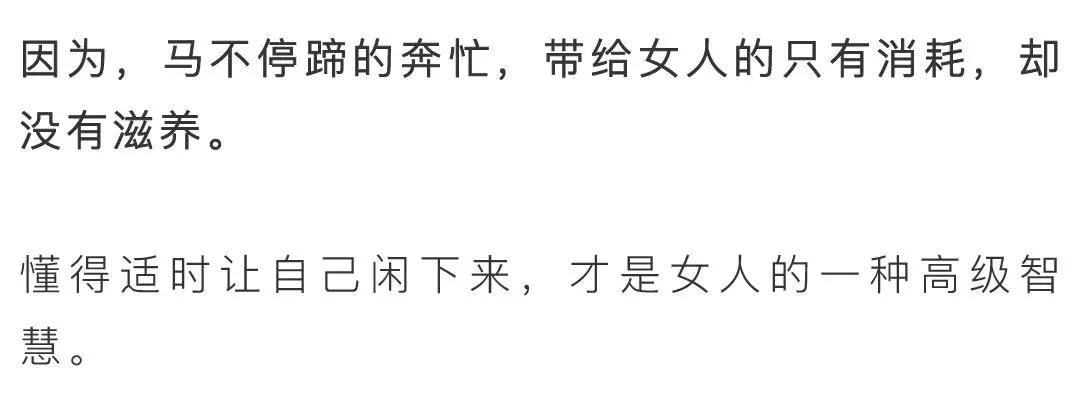 因为，马不停蹄的奔忙，带给女人的只有消耗，却
没有滋养。
懂得适时让自己闲下来，才是女人的一种高级智
慧。